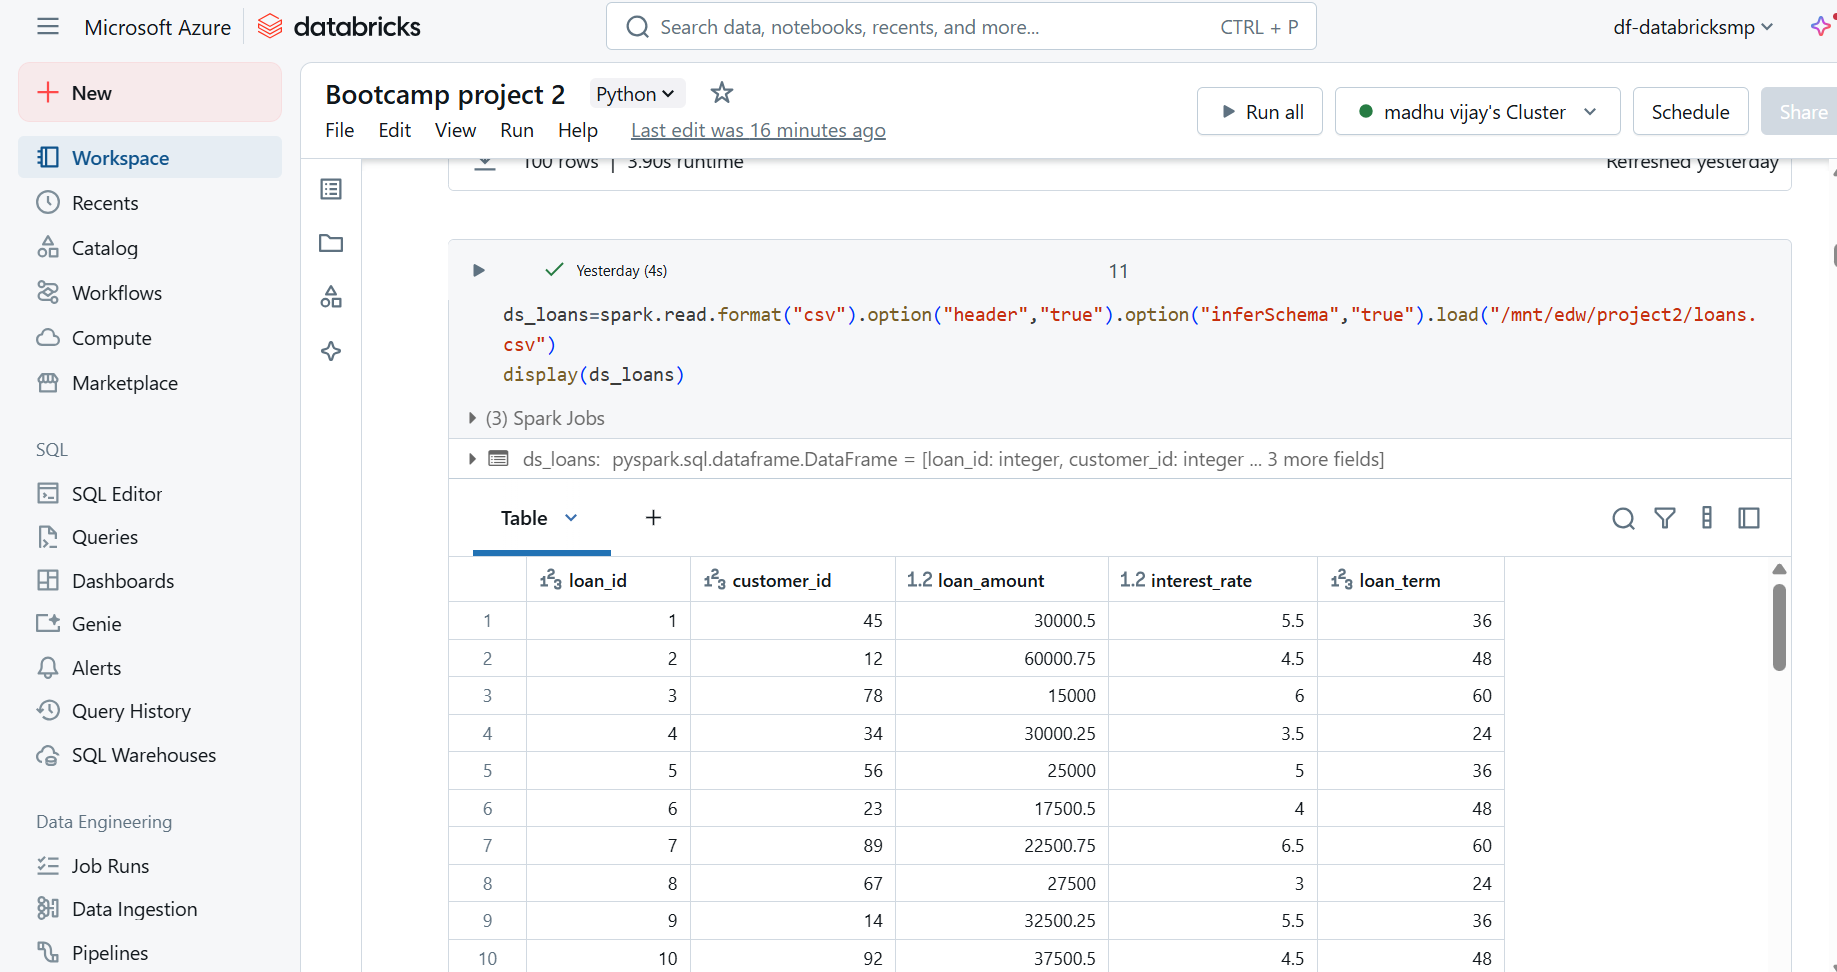 Microsoft Azure databricks
Search data, notebooks, recents, and more... CTRL + P
df-databricksmp
New
Workspace
Recents
Catalog
Workflows
Compute
Marketplace
SQL
SQL Editor
Queries
Dashboards
Genie
Alerts
Query History
SQL Warehouses
Data Engineering
Job Runs
Data Ingestion
Pipelines
Bootcamp project 2 Python
File Edit View Run Help Last edit was 16 minutes ago
Run all madhu vijay's Cluster Schedule Share
100 rows | 3.90s runtime Refreshed yesterday
Yesterday (4s) 11
ds_loans=spark.read.format("csv").option("header","true").option("inferSchema","true").load("/mnt/edw/project2/loans.
csv")
display(ds_loans)
(3) Spark Jobs
ds_loans: pyspark.sql.dataframe.DataFrame = [loan_id: integer, customer_id: integer ... 3 more fields]
Table +
123 loan_id 123 customer_id 1.2 loan_amount 1.2 interest_rate 123 loan_term
1 1 45 30000.5 5.5 36
2 2 12 60000.75 4.5 48
3 3 78 15000 6 60
4 4 34 30000.25 3.5 24
5 5 56 25000 5 36
6 6 23 17500.5 4 48
7 7 89 22500.75 6.5 60
8 8 67 27500 3 24
9 9 14 32500.25 5.5 36
10 10 92 37500.5 4.5 48